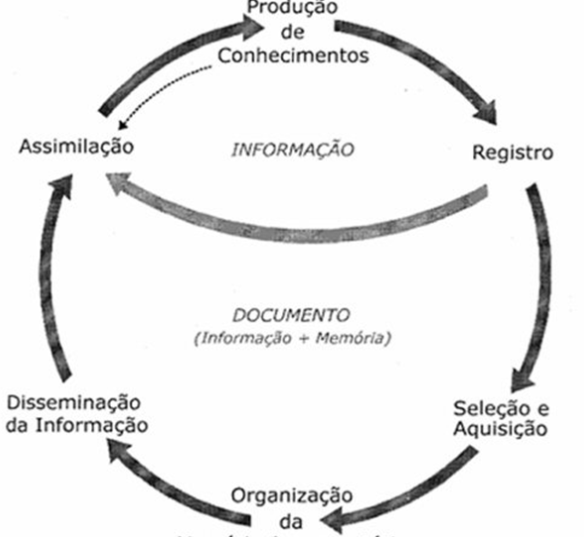 Produção
de
Conhecimentos
Assimilação
INFORMAÇÃO
Registro
DOCUMENTO
(Informação + Memória)
Disseminação
da Informação
Seleção e
Aquisição
Organização
da